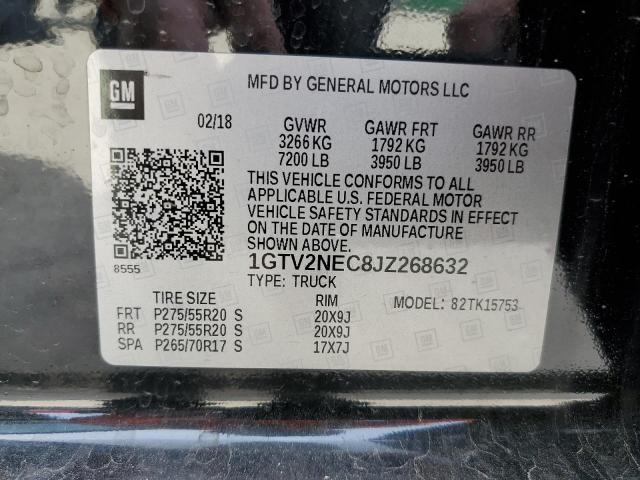 GM
MFD BY GENERAL MOTORS LLC
02/18 GVWR GAWR FRT GAWR RR
3266 KG 1792 KG 1792 KG
7200 LB 3950 LB 3950 LB
THIS VEHICLE CONFORMS TO ALL
APPLICABLE U.S. FEDERAL MOTOR
VEHICLE SAFETY STANDARDS IN EFFECT
ON THE DATE OF MANUFACTURE
SHOWN ABOVE.
8555
1GTV2NEC8JZ268632
TYPE: TRUCK
TIRE SIZE RIM MODEL: 82TK15753
FRT P275/55R20 S 20X9J
RR P275/55R20 S 20X9J
SPA P265/70R17 S 17X7J